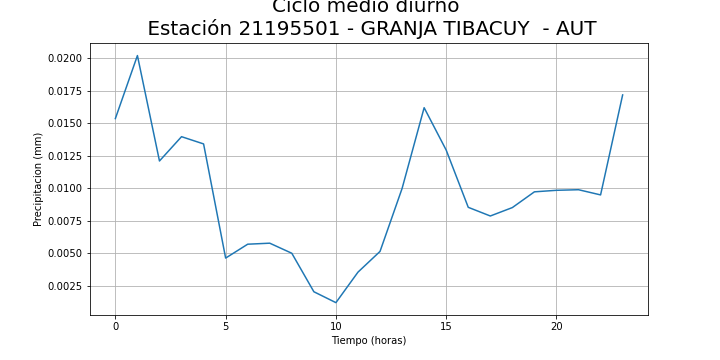 Ciclo medio diurno
Estación 21195501 - GRANJA TIBACUY - AUT
0.0200
0.0175
0.0150
0.0125
0.0100
0.0075
0.0050
0.0025
Precipitacion (mm)
0 5 10 15 20
Tiempo (horas)